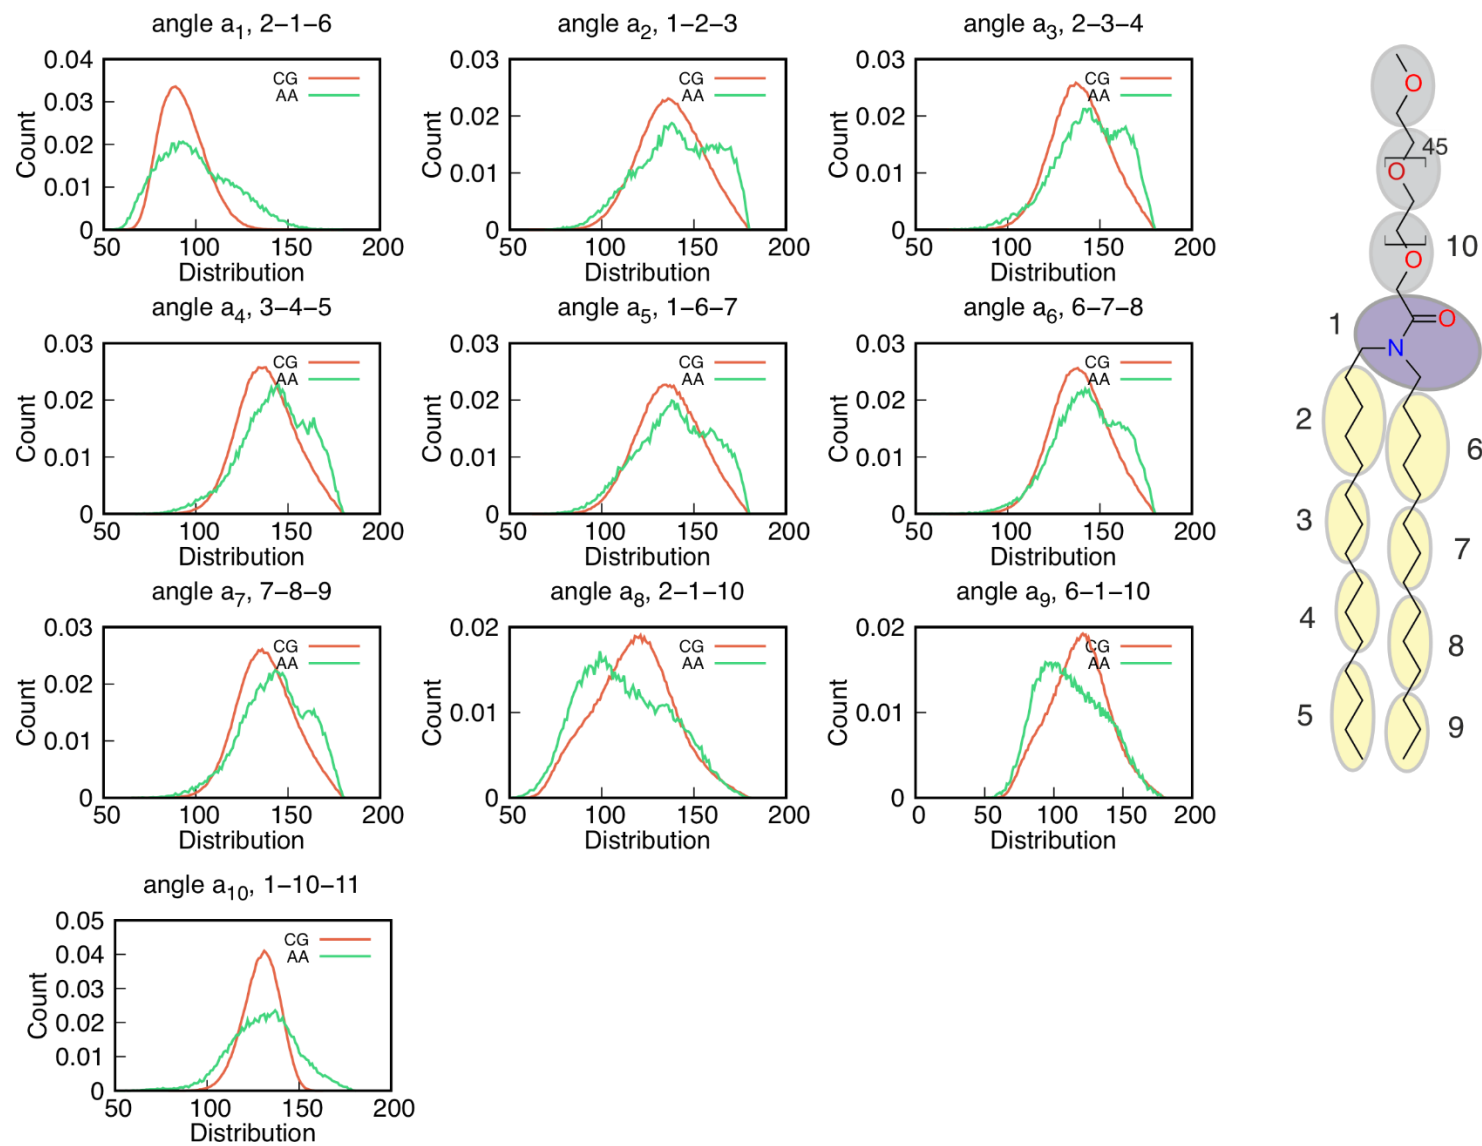 angle a1, 2−1−6
0.04
0.03
0.02
0.01
0
50 100 150 200
Count
Distribution
CG
AA
angle a2, 1−2−3
0.03
0.02
0.01
0
50 100 150 200
Count
Distribution
CG
AA
angle a3, 2−3−4
0.03
0.02
0.01
0
50 100 150 200
Count
Distribution
CG
AA
angle a4, 3−4−5
0.03
0.02
0.01
0
50 100 150 200
Count
Distribution
CG
AA
angle a5, 1−6−7
0.03
0.02
0.01
0
50 100 150 200
Count
Distribution
CG
AA
angle a6, 6−7−8
0.03
0.02
0.01
0
50 100 150 200
Count
Distribution
CG
AA
angle a7, 7−8−9
0.03
0.02
0.01
0
50 100 150 200
Count
Distribution
CG
AA
angle a8, 2−1−10
0.02
0.01
0
50 100 150 200
Count
Distribution
CG
AA
angle a9, 6−1−10
0.02
0.01
0
0 50 100 150 200
Count
Distribution
CG
AA
angle a10, 1−10−11
0.05
0.04
0.03
0.02
0.01
0
50 100 150 200
Count
Distribution
CG
AA
O
45
O
10
O
1
O
N
2
6
3
7
4
8
5
9